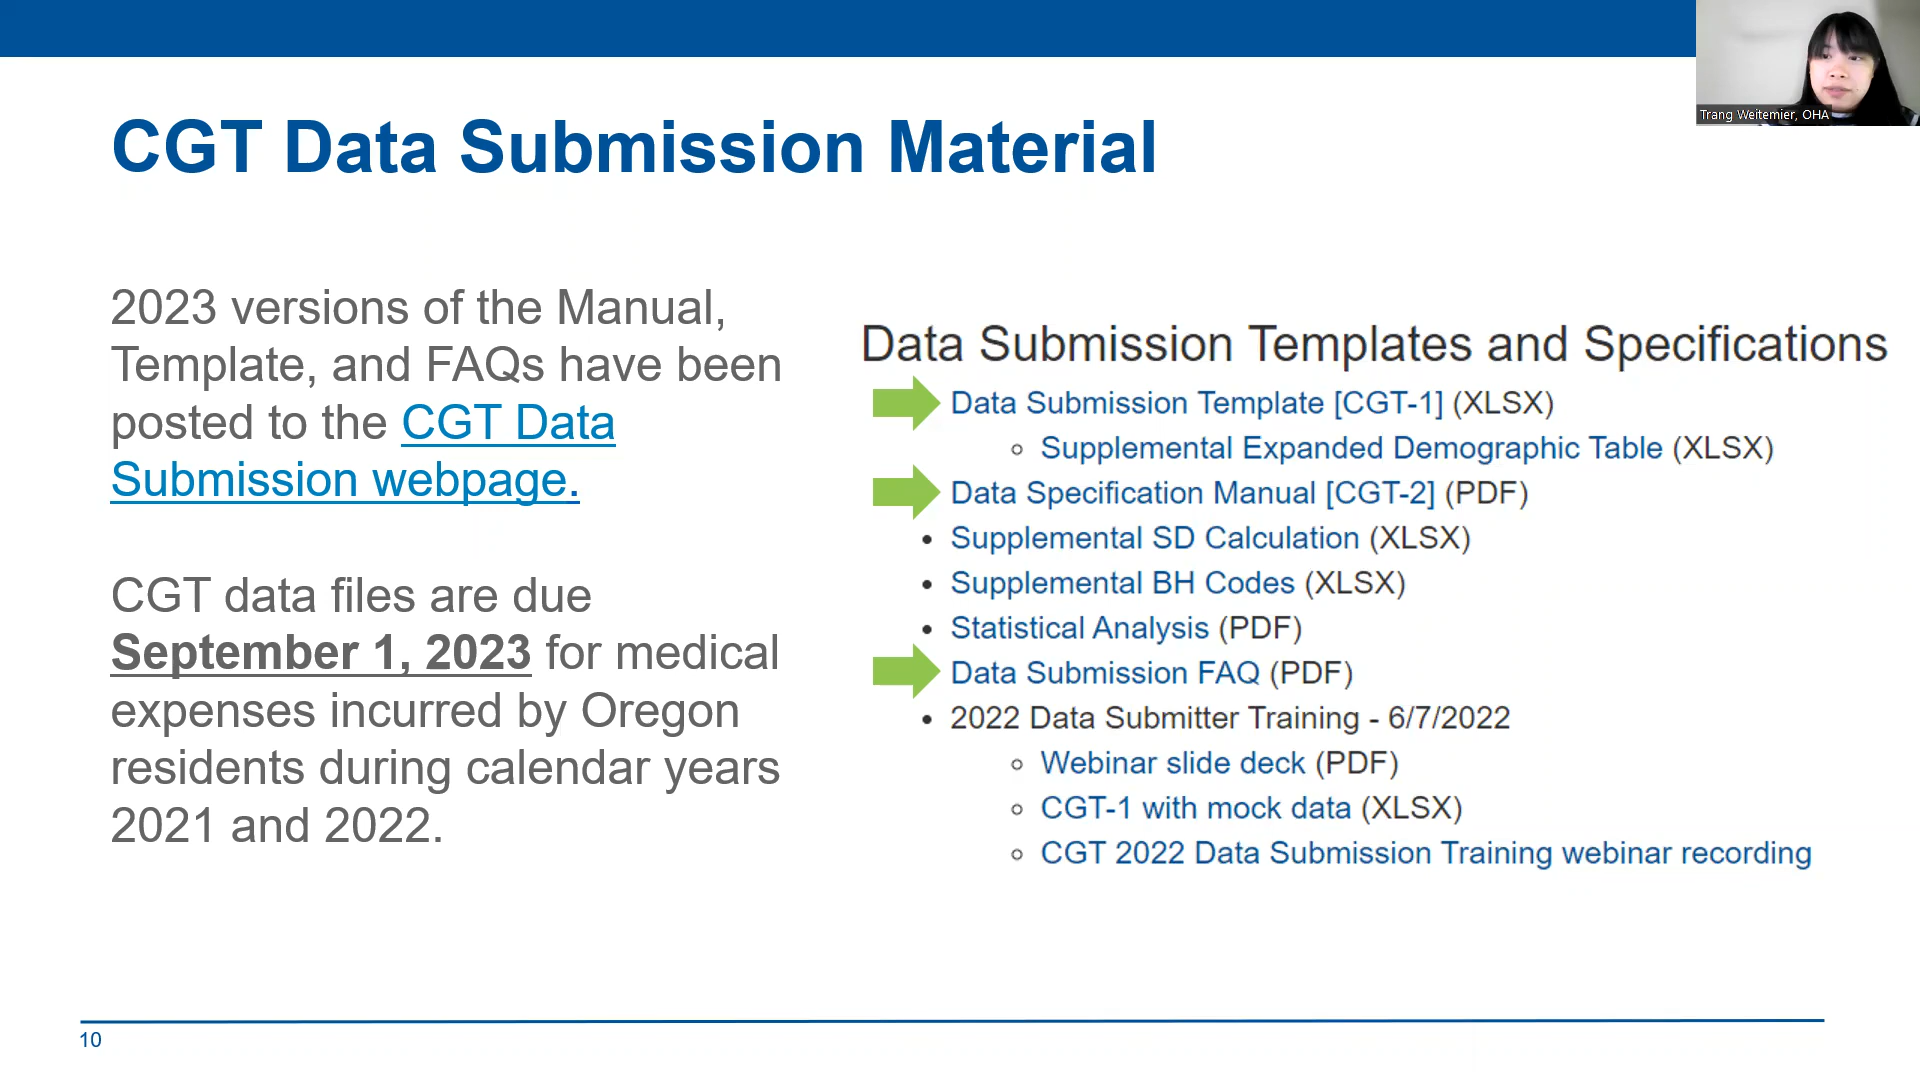 Trang Weitemier, OHA
CGT Data Submission Material
2023 versions of the Manual,
Template, and FAQs have been
posted to the CGT Data
Submission webpage.
CGT data files are due
September 1, 2023 for medical
expenses incurred by Oregon
residents during calendar years
2021 and 2022.
Data Submission Templates and Specifications
Data Submission Template [CGT-1] (XLSX)
Supplemental Expanded Demographic Table (XLSX)
Data Specification Manual [CGT-2] (PDF)
Supplemental SD Calculation (XLSX)
Supplemental BH Codes (XLSX)
Statistical Analysis (PDF)
Data Submission FAQ (PDF)
2022 Data Submitter Training - 6/7/2022
Webinar slide deck (PDF)
CGT-1 with mock data (XLSX)
CGT 2022 Data Submission Training webinar recording
10